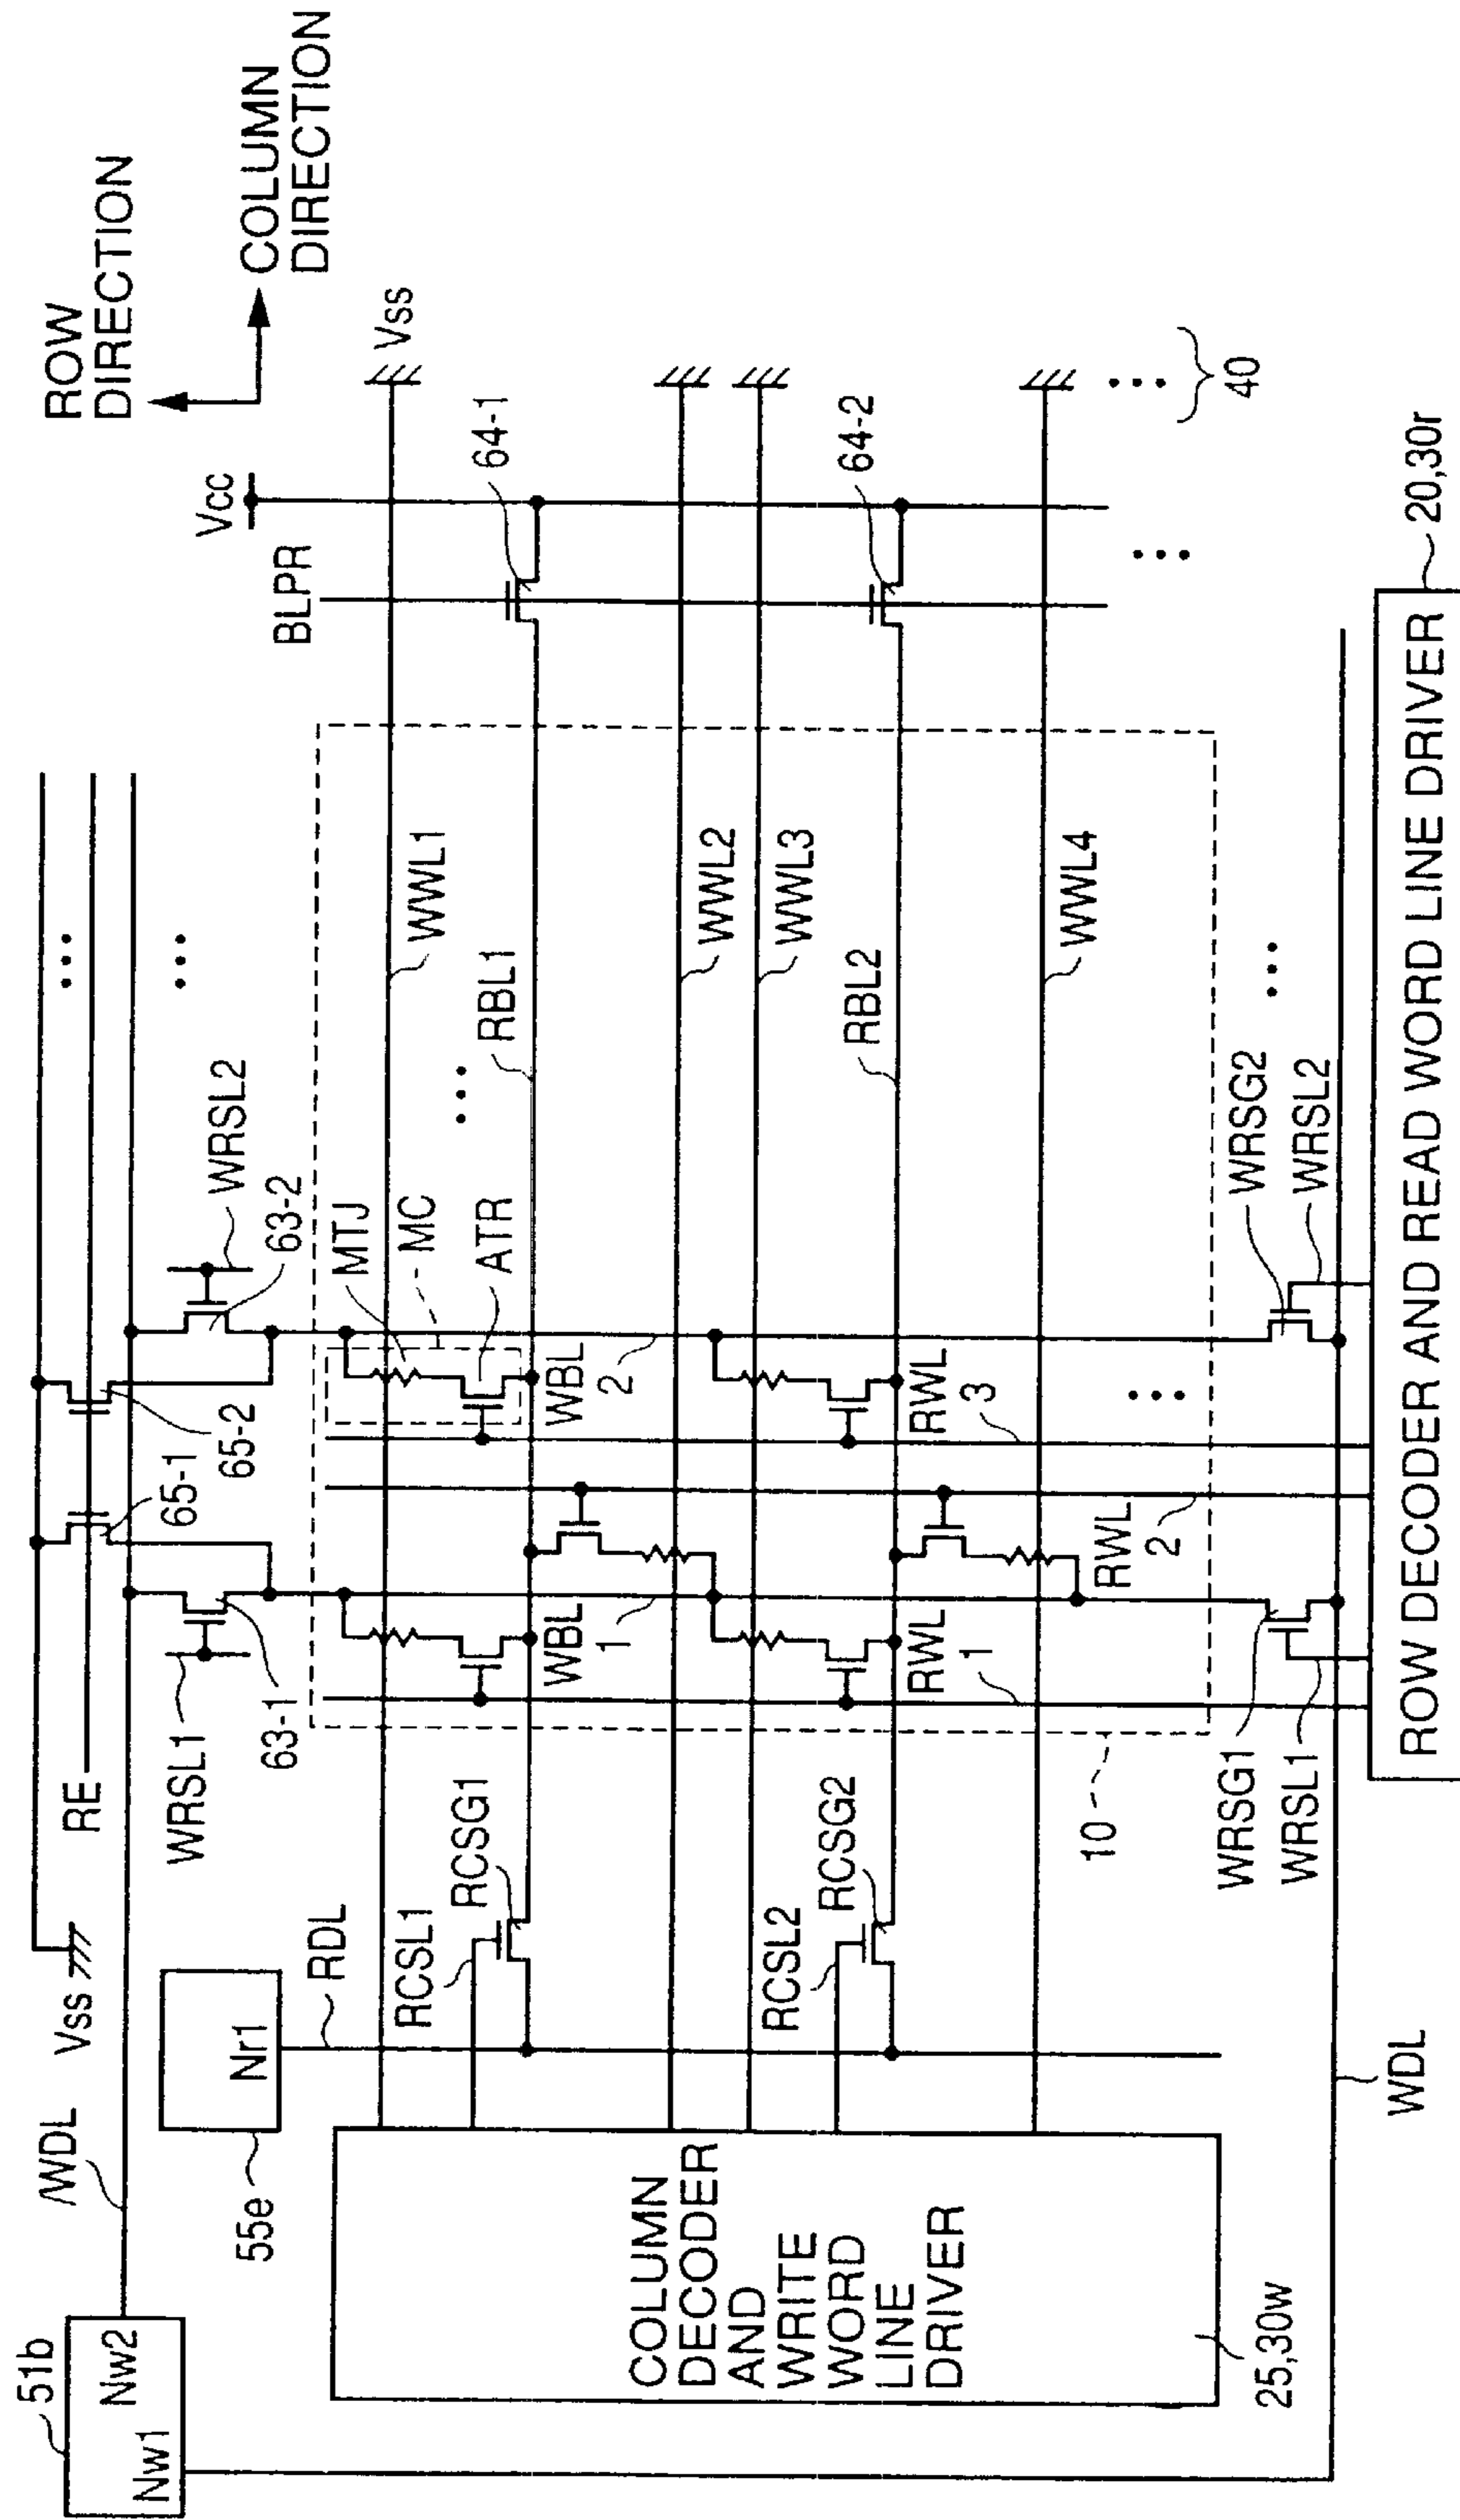 51b
Nw1
Nw2
/WDL
Vss
RE
ROW
DIRECTION
COLUMN
DIRECTION
55e
Nr1
RDL
WRSL1
63-1
65-1
65-2
63-2
WRSL2
Vcc
BLPR
Vss
RCSL1
RCSG1
MTJ
MC
ATR
WWL1
RBL1
64-1
WBL
1
WBL
2
COLUMN
DECODER
AND
WRITE
WORD
LINE
DRIVER
WWL2
WWL3
RCSL2
RCSG2
RWL
1
RWL
3
RBL2
64-2
RWL
2
WWL4
10
40
25,30w
WRSG1
WRSL1
WRSG2
WRSL2
WDL
ROW DECODER AND READ WORD LINE DRIVER
20,30r